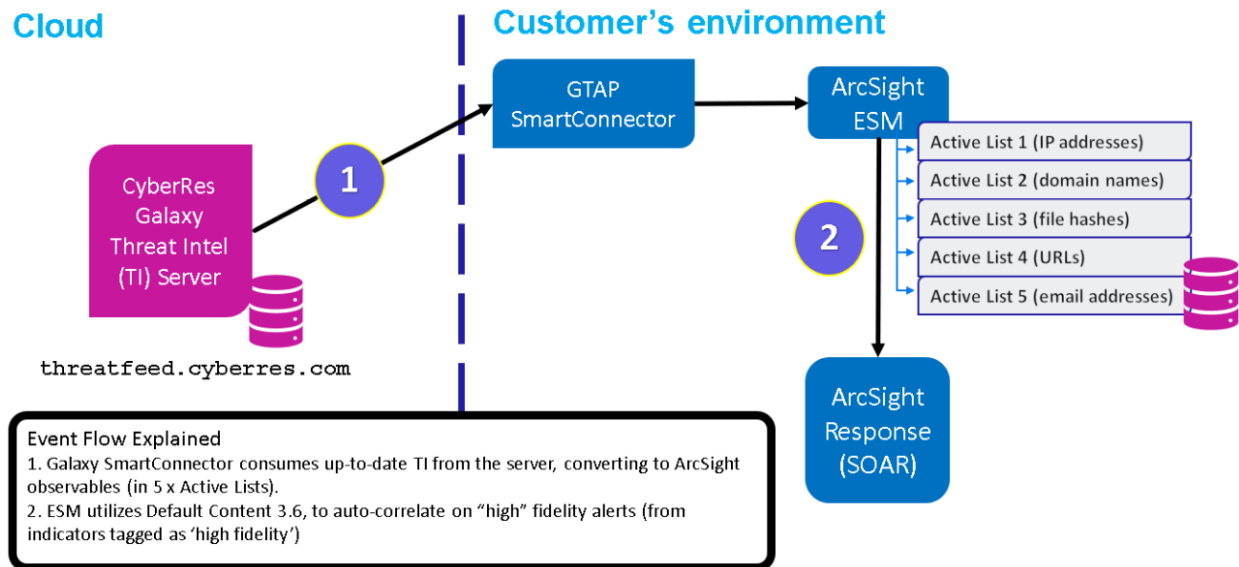 Cloud
Customer's environment
GTAP
SmartConnector
ArcSight
ESM
Active List 1 (IP addresses)
Active List 2 (domain names)
Active List 3 (file hashes)
Active List 4 (URLs)
Active List 5 (email addresses)
1
2
CyberRes
Galaxy
Threat Intel
(TI) Server
threatfeed.cyberres.com
ArcSight
Response
(SOAR)
Event Flow Explained
1. Galaxy SmartConnector consumes up-to-date TI from the server, converting to ArcSight
observables (in 5 x Active Lists).
2. ESM utilizes Default Content 3.6, to auto-correlate on “high” fidelity alerts (from
indicators tagged as ‘high fidelity’)